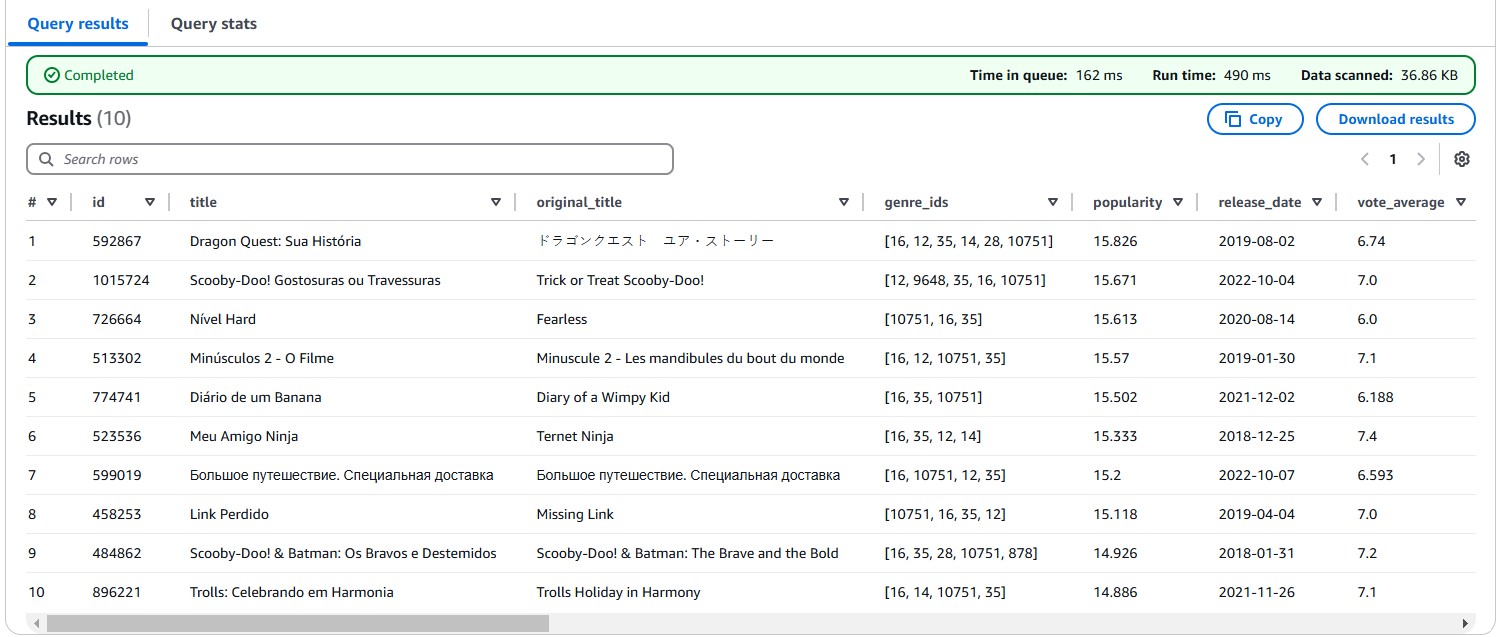 Query results Query stats
Completed Time in queue: 162 ms Run time: 490 ms Data scanned: 36.86 KB
Results (10) Copy Download results
Search rows 1
# id title original_title genre_ids popularity release_date vote_average
1 592867 Dragon Quest: Sua História ドラゴンクエスト　ユア・ストーリー [16, 12, 35, 14, 28, 10751] 15.826 2019-08-02 6.74
2 1015724 Scooby-Doo! Gostosuras ou Travessuras Trick or Treat Scooby-Doo! [12, 9648, 35, 16, 10751] 15.671 2022-10-04 7.0
3 726664 Nível Hard Fearless [10751, 16, 35] 15.613 2020-08-14 6.0
4 513302 Minúsculos 2 - O Filme Minuscule 2 - Les mandibules du bout du monde [16, 12, 10751, 35] 15.57 2019-01-30 7.1
5 774741 Diário de um Banana Diary of a Wimpy Kid [16, 35, 10751] 15.502 2021-12-02 6.188
6 523536 Meu Amigo Ninja Ternet Ninja [16, 35, 12, 14] 15.333 2018-12-25 7.4
7 599019 Большое путешествие. Специальная доставка Большое путешествие. Специальная доставка [16, 10751, 12, 35] 15.2 2022-10-07 6.593
8 458253 Link Perdido Missing Link [10751, 16, 35, 12] 15.118 2019-04-04 7.0
9 484862 Scooby-Doo! & Batman: Os Bravos e Destemidos Scooby-Doo! & Batman: The Brave and the Bold [16, 35, 28, 10751, 878] 14.926 2018-01-31 7.2
10 896221 Trolls: Celebrando em Harmonia Trolls Holiday in Harmony [16, 14, 10751, 35] 14.886 2021-11-26 7.1